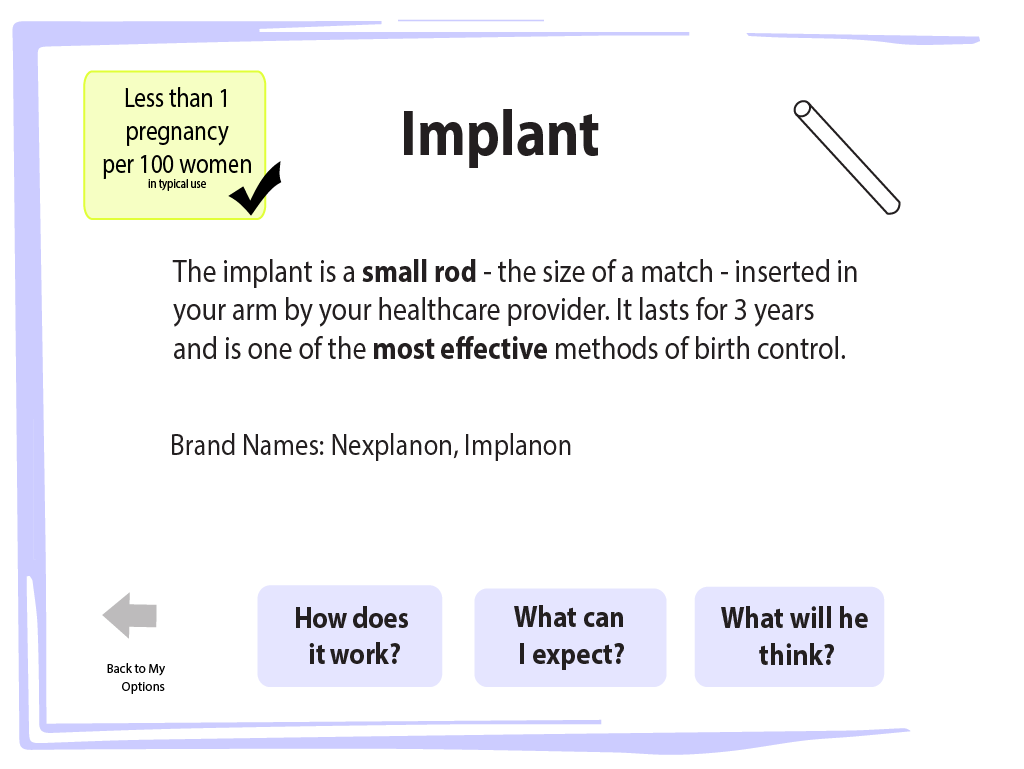 Less than 1
pregnancy
per 100 women
in typical use
Implant
The implant is a small rod - the size of a match - inserted in
your arm by your healthcare provider. It lasts for 3 years
and is one of the most effective methods of birth control.
Brand Names: Nexplanon, Implanon
Back to My
Options
How does
it work?
What can
I expect?
What will he
think?